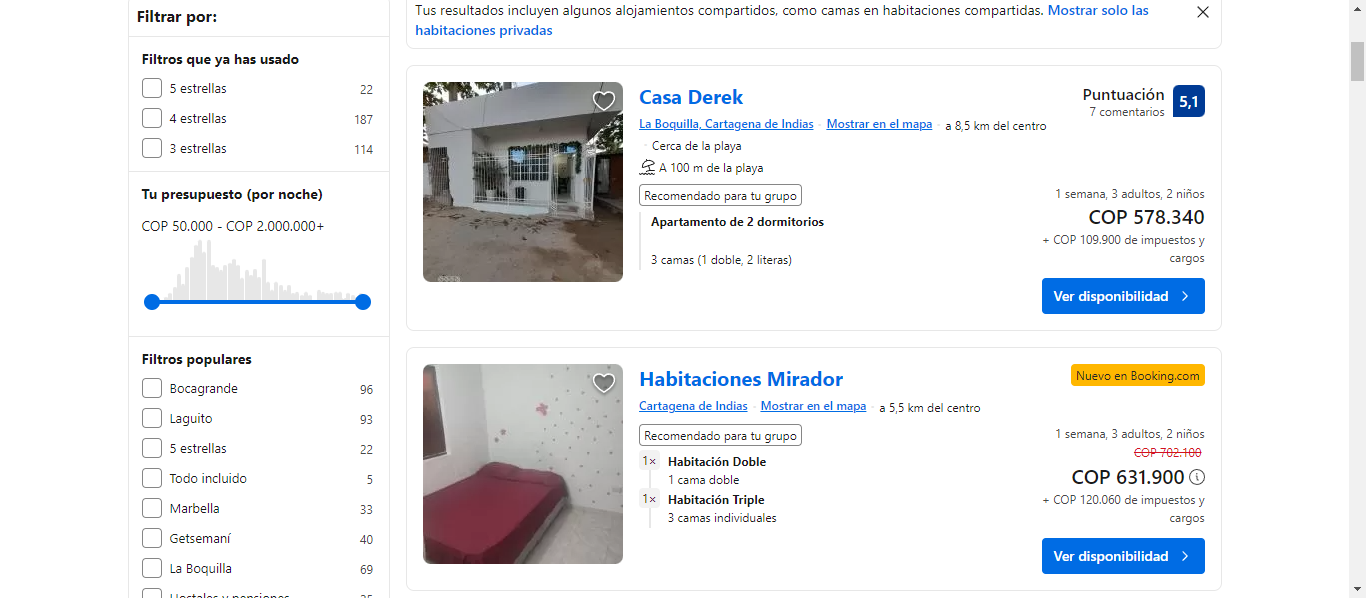 Filtrar por:
Filtros que ya has usado
5 estrellas 22
4 estrellas 187
3 estrellas 114
Tu presupuesto (por noche)
COP 50.000 - COP 2.000.000+
Filtros populares
Bocagrande 96
Laguito 93
5 estrellas 22
Todo incluido 5
Marbella 33
Getsemaní 40
La Boquilla 69
Tus resultados incluyen algunos alojamientos compartidos, como camas en habitaciones compartidas. Mostrar solo las
habitaciones privadas
Casa Derek
La Boquilla, Cartagena de Indias · Mostrar en el mapa · a 8,5 km del centro
· Cerca de la playa
A 100 m de la playa
Recomendado para tu grupo
Apartamento de 2 dormitorios
3 camas (1 doble, 2 literas)
Puntuación 5,1
7 comentarios
1 semana, 3 adultos, 2 niños
COP 578.340
+ COP 109.900 de impuestos y
cargos
Ver disponibilidad
Habitaciones Mirador
Cartagena de Indias · Mostrar en el mapa · a 5,5 km del centro
Recomendado para tu grupo
1× Habitación Doble
1 cama doble
1× Habitación Triple
3 camas individuales
Nuevo en Booking.com
1 semana, 3 adultos, 2 niños
COP 702.100
COP 631.900
+ COP 120.060 de impuestos y
cargos
Ver disponibilidad